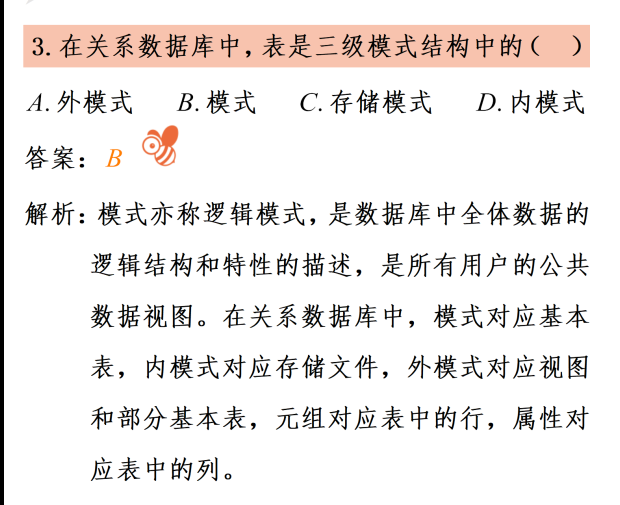 3.在关系数据库中,表是三级模式结构中的(  )
A.外模式  B.模式  C.存储模式  D.内模式
答案：B
解析：模式亦称逻辑模式，是数据库中全体数据的
逻辑结构和特性的描述，是所有用户的公共
数据视图。在关系数据库中，模式对应基本
表，内模式对应存储文件，外模式对应视图
和部分基本表，元组对应表中的行，属性对
应表中的列。